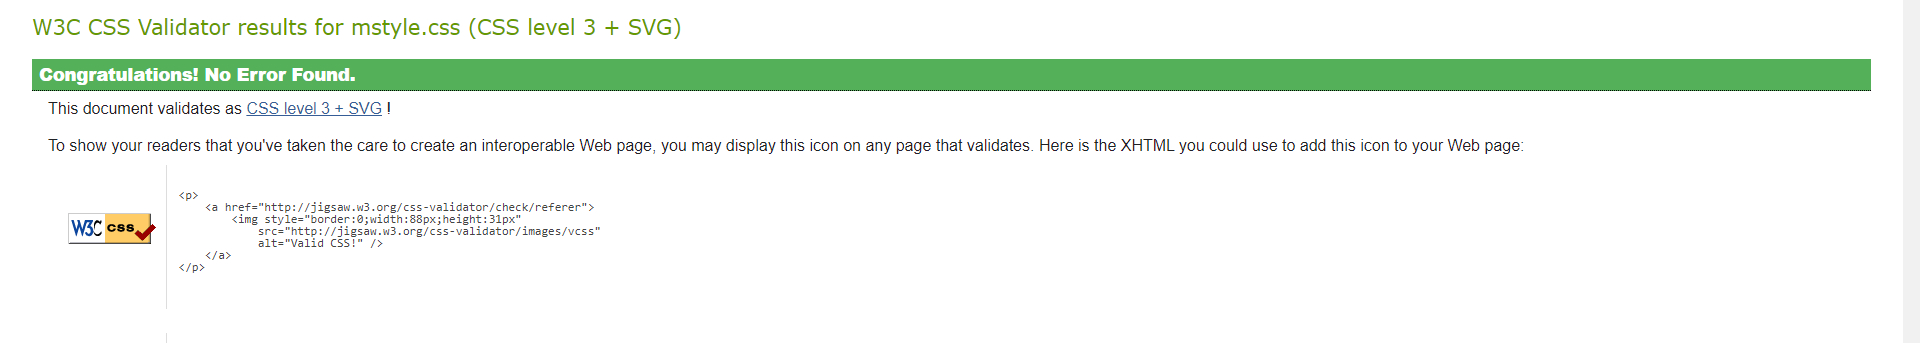 W3C CSS Validator results for mstyle.css (CSS level 3 + SVG)
Congratulations! No Error Found.
This document validates as CSS level 3 + SVG !
To show your readers that you've taken the care to create an interoperable Web page, you may display this icon on any page that validates. Here is the XHTML you could use to add this icon to your Web page:
W3C css
<p>
    <a href="http://jigsaw.w3.org/css-validator/check/referer">
        <img style="border:0;width:88px;height:31px"
            src="http://jigsaw.w3.org/css-validator/images/vcss"
            alt="Valid CSS!" />
    </a>
</p>